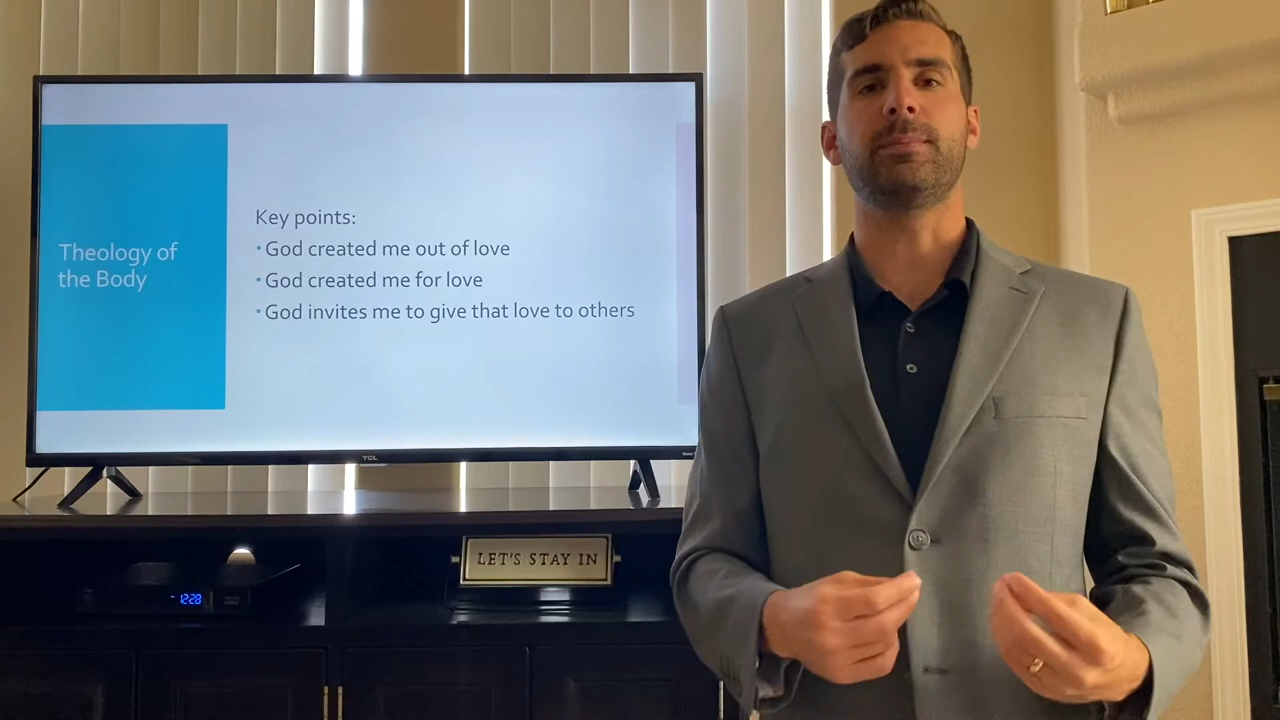 Theology of
the Body
Key points:
• God created me out of love
• God created me for love
• God invites me to give that love to others
TCL
LET'S STAY IN
12:28